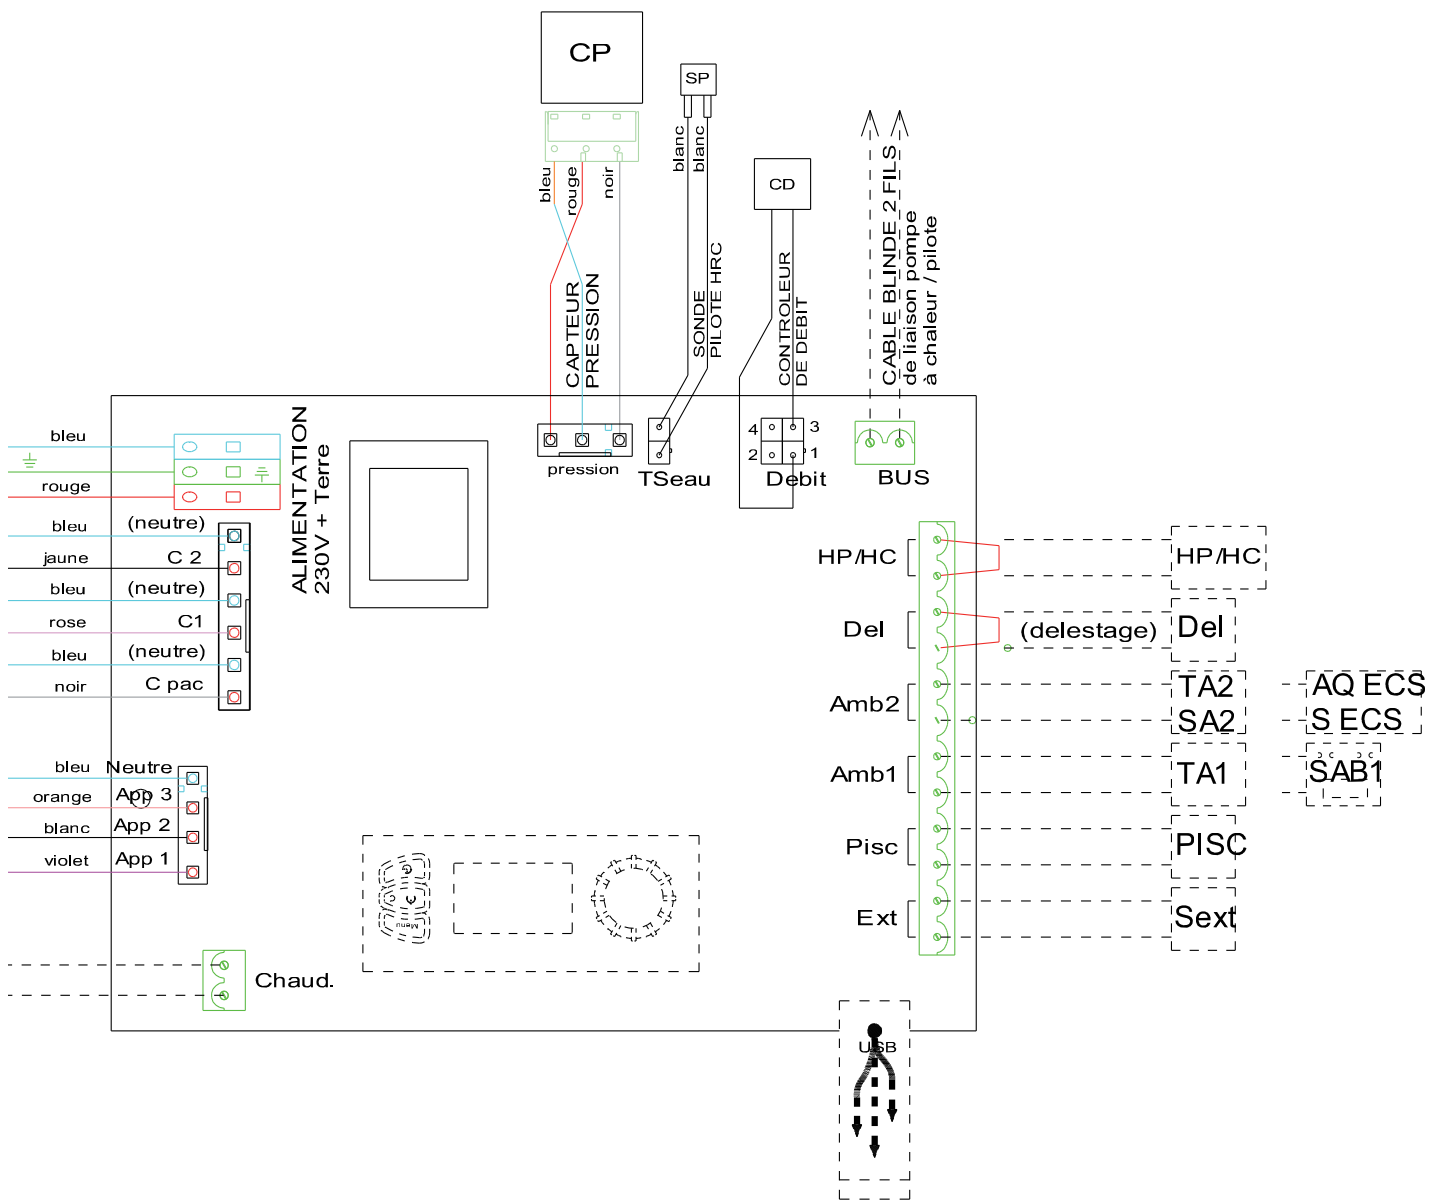 CP
SP
bleu
rouge
noir
blanc
blanc
CD
CAPTEUR
PRESSION
SONDE
PILOTE HRC
CONTROLEUR
DE DEBIT
CABLE BLINDE 2 FILS
de liaison pompe
à chaleur / pilote
pression
TSeau
4
3
2
1
Debit
BUS
bleu
rouge
ALIMENTATION
230V + Terre
bleu (neutre)
jaune C 2
bleu (neutre)
rose C1
bleu (neutre)
noir C pac
bleu Neutre
orange App 3
blanc App 2
violet App 1
Chaud.
Menu
HP/HC
HP/HC
Del
(delestage)
Del
Amb2
TA2
AQ ECS
SA2
S ECS
Amb1
TA1
SAB1
Pisc
PISC
Ext
Sext
USB